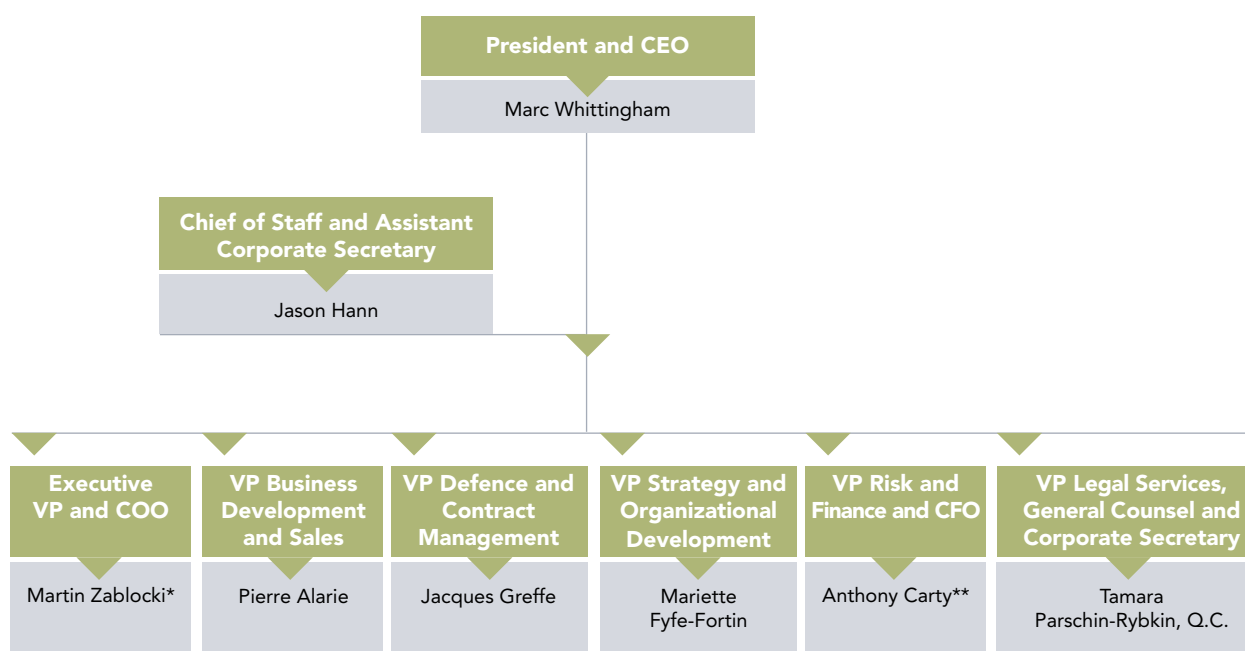 President and CEO
Marc Whittingham
Chief of Staff and Assistant
Corporate Secretary
Jason Hann
Executive
VP and COO
Martin Zablocki*
VP Business
Development
and Sales
Pierre Alarie
VP Defence and
Contract
Management
Jacques Greffe
VP Strategy and
Organizational
Development
Mariette
Fyfe-Fortin
VP Risk and
Finance and CFO
Anthony Carty**
VP Legal Services,
General Counsel and
Corporate Secretary
Tamara
Parschin-Rybkin, Q.C.